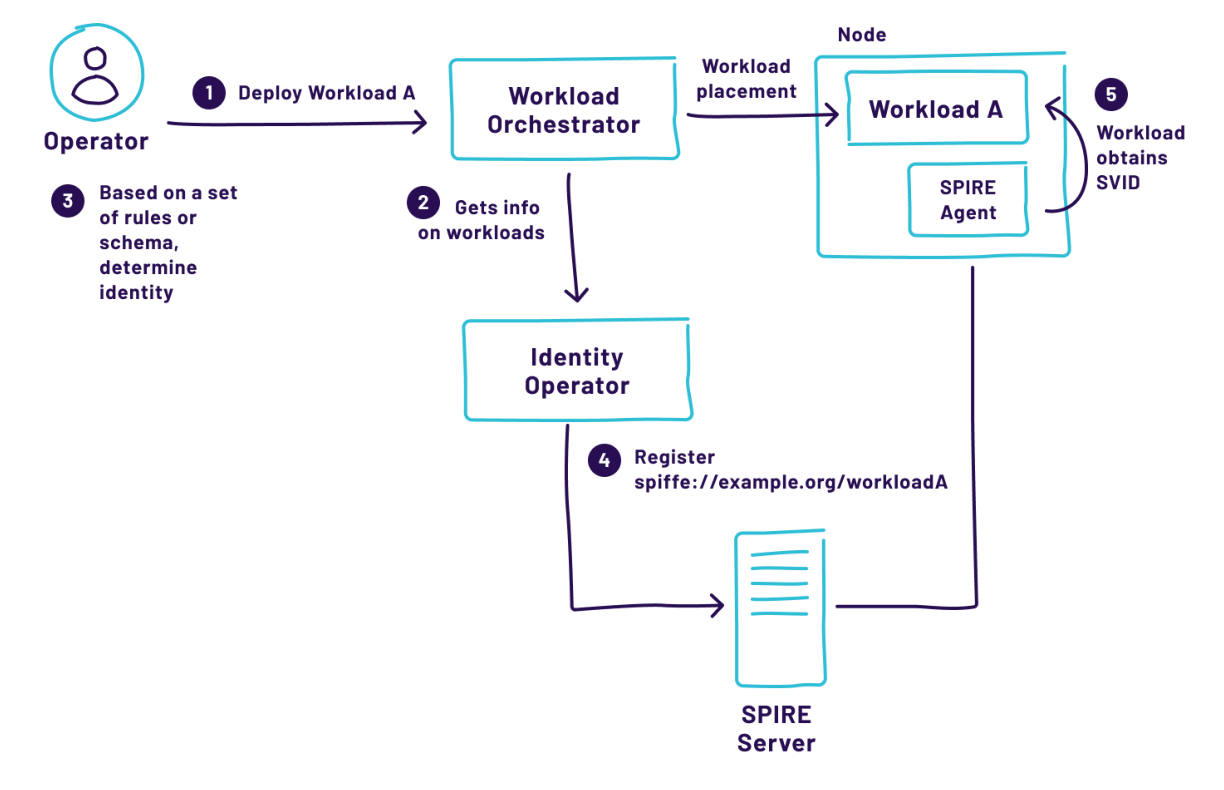 Node
Operator
1
Deploy Workload A
Workload
Orchestrator
Workload
placement
Workload A
SPIRE
Agent
5
Workload
obtains
SVID
3
Based on a set
of rules or
schema,
determine
identity
2
Gets info
on workloads
Identity
Operator
4
Register
spiffe://example.org/workloadA
SPIRE
Server